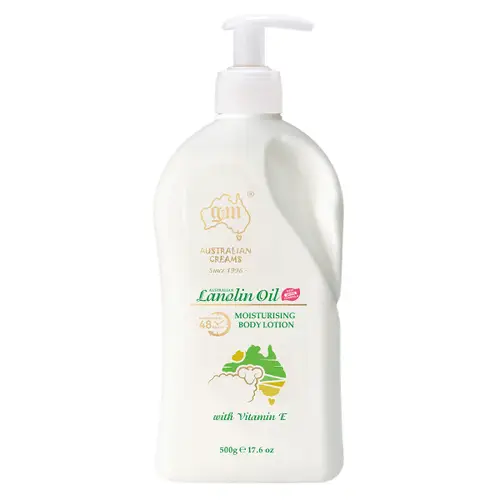 gm ®
AUSTRALIAN
CREAMS
Since 1996
AUSTRALIAN
Lanolin Oil
MOISTURISING
48
BODY LOTION
with Vitamin E
500g ℮ 17.6 oz